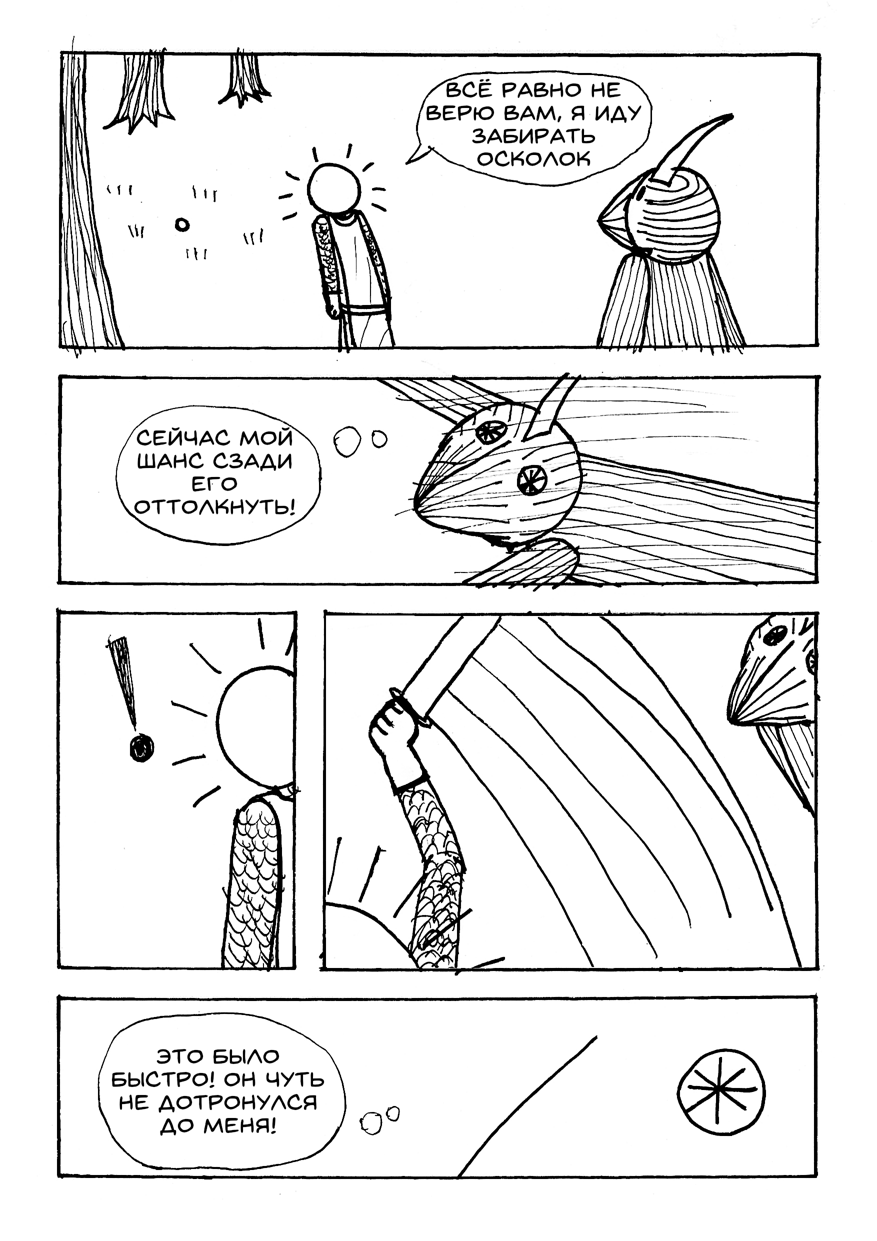 ВСЁ РАВНО НЕ
ВЕРЮ ВАМ, Я ИДУ
ЗАБИРАТЬ
ОСКОЛОК
СЕЙЧАС МОЙ
ШАНС СЗАДИ
ЕГО
ОТТОЛКНУТЬ!
!
ЭТО БЫЛО
БЫСТРО! ОН ЧУТЬ
НЕ ДОТРОНУЛСЯ
ДО МЕНЯ!